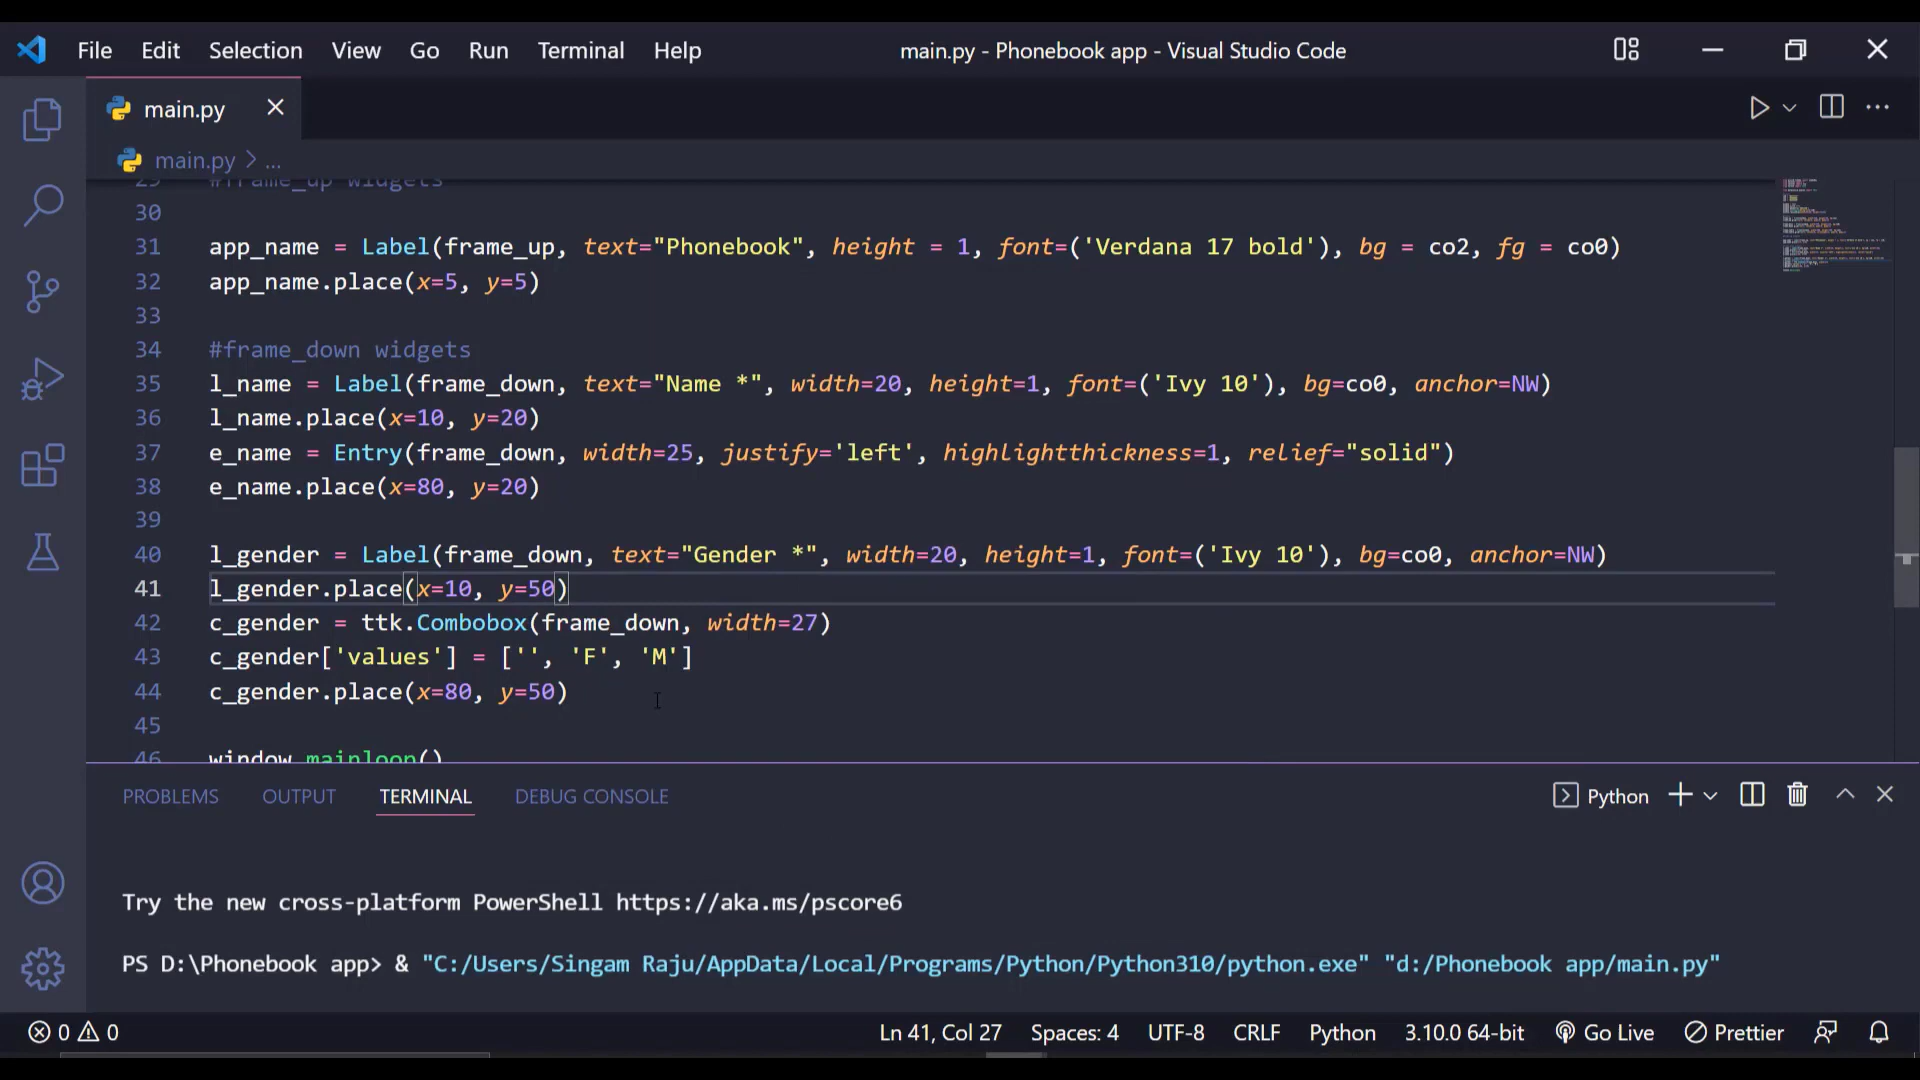 File Edit Selection View Go Run Terminal Help main.py - Phonebook app - Visual Studio Code
main.py
main.py > ...
29 #frame_up widgets
30
31 app_name = Label(frame_up, text="Phonebook", height = 1, font=('Verdana 17 bold'), bg = co2, fg = co0)
32 app_name.place(x=5, y=5)
33
34 #frame_down widgets
35 l_name = Label(frame_down, text="Name *", width=20, height=1, font=('Ivy 10'), bg=co0, anchor=NW)
36 l_name.place(x=10, y=20)
37 e_name = Entry(frame_down, width=25, justify='left', highlightthickness=1, relief="solid")
38 e_name.place(x=80, y=20)
39
40 l_gender = Label(frame_down, text="Gender *", width=20, height=1, font=('Ivy 10'), bg=co0, anchor=NW)
41 l_gender.place(x=10, y=50)
42 c_gender = ttk.Combobox(frame_down, width=27)
43 c_gender['values'] = ['', 'F', 'M']
44 c_gender.place(x=80, y=50)
45
46 window.mainloop()
PROBLEMS OUTPUT TERMINAL DEBUG CONSOLE Python
Try the new cross-platform PowerShell https://aka.ms/pscore6
PS D:\Phonebook app> & "C:/Users/Singam Raju/AppData/Local/Programs/Python/Python310/python.exe" "d:/Phonebook app/main.py"
0 0 Ln 41, Col 27 Spaces: 4 UTF-8 CRLF Python 3.10.0 64-bit Go Live Prettier